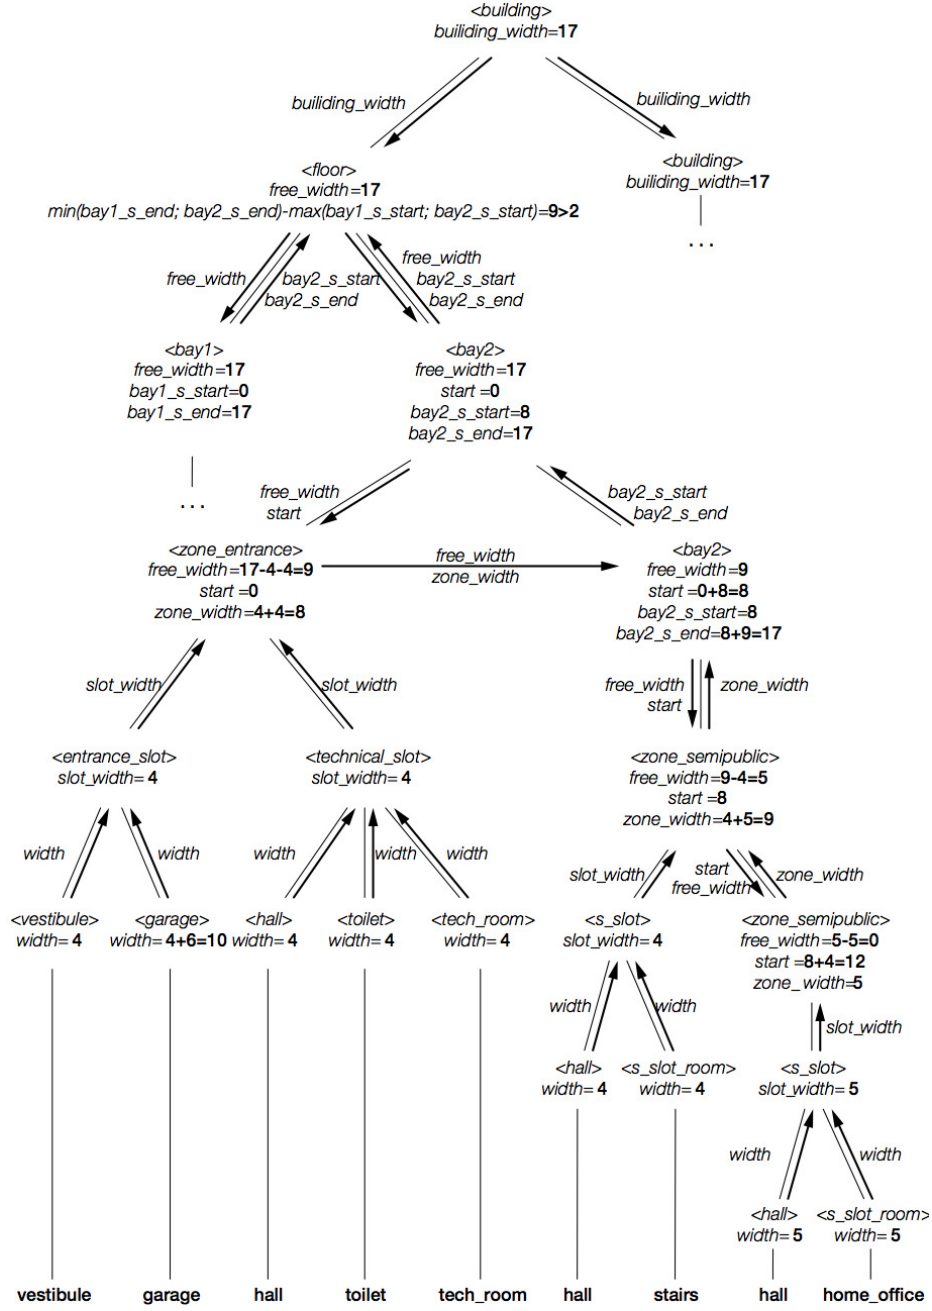 <building>
builiding_width=17
builiding_width
builiding_width
<floor>
free_width=17
min(bay1_s_end; bay2_s_end)-max(bay1_s_start; bay2_s_start)=9>2
<building>
builiding_width=17
...
free_width
bay2_s_start
bay2_s_end
free_width
bay2_s_start
bay2_s_end
<bay1>
free_width=17
bay1_s_start=0
bay1_s_end=17
...
<bay2>
free_width=17
start =0
bay2_s_start=8
bay2_s_end=17
free_width
start
bay2_s_start
bay2_s_end
<zone_entrance>
free_width=17-4-4=9
start =0
zone_width=4+4=8
free_width
zone_width
<bay2>
free_width=9
start =0+8=8
bay2_s_start=8
bay2_s_end=8+9=17
slot_width
slot_width
free_width
start
zone_width
<entrance_slot>
slot_width= 4
<technical_slot>
slot_width= 4
<zone_semipublic>
free_width=9-4=5
start =8
zone_width=4+5=9
width
width
width
width
width
slot_width
start
free_width
zone_width
<vestibule>
width= 4
<garage>
width= 4+6=10
<hall>
width= 4
<toilet>
width= 4
<tech_room>
width= 4
<s_slot>
slot_width= 4
<zone_semipublic>
free_width=5-5=0
start =8+4=12
zone_width=5
width
width
slot_width
<hall>
width= 4
<s_slot_room>
width= 4
<s_slot>
slot_width= 5
width
width
<hall>
width= 5
<s_slot_room>
width= 5
vestibule garage hall toilet tech_room hall stairs hall home_office